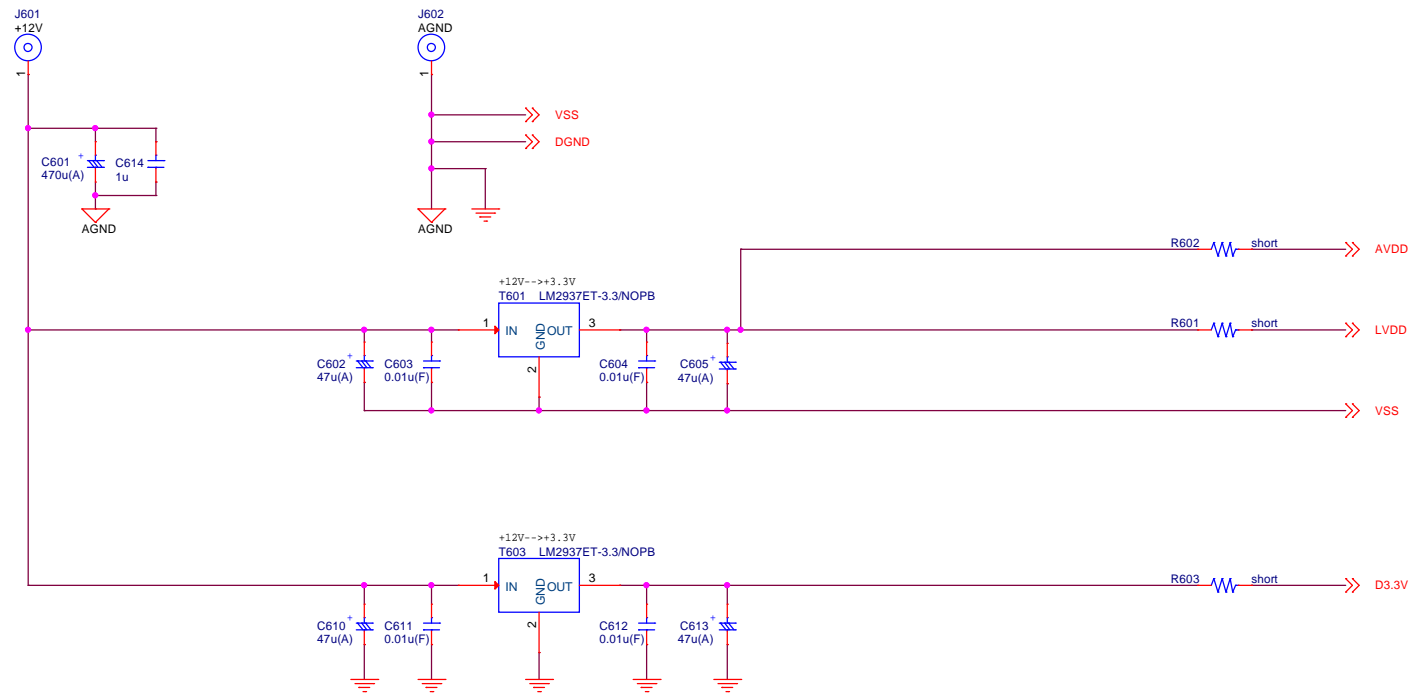 J601
+12V
1
J602
AGND
1
VSS
DGND
C601
+
470u(A)
C614
1u
AGND
AGND
R602 short AVDD
+12V-->+3.3V
T601 LM2937ET-3.3/NOPB
1 IN GND OUT 3
2
R601 short LVDD
C602 +
47u(A)
C603
0.01u(F)
C604
0.01u(F)
C605 +
47u(A)
VSS
+12V-->+3.3V
T603 LM2937ET-3.3/NOPB
1 IN GND OUT 3
2
R603 short D3.3V
C610 +
47u(A)
C611
0.01u(F)
C612
0.01u(F)
C613 +
47u(A)